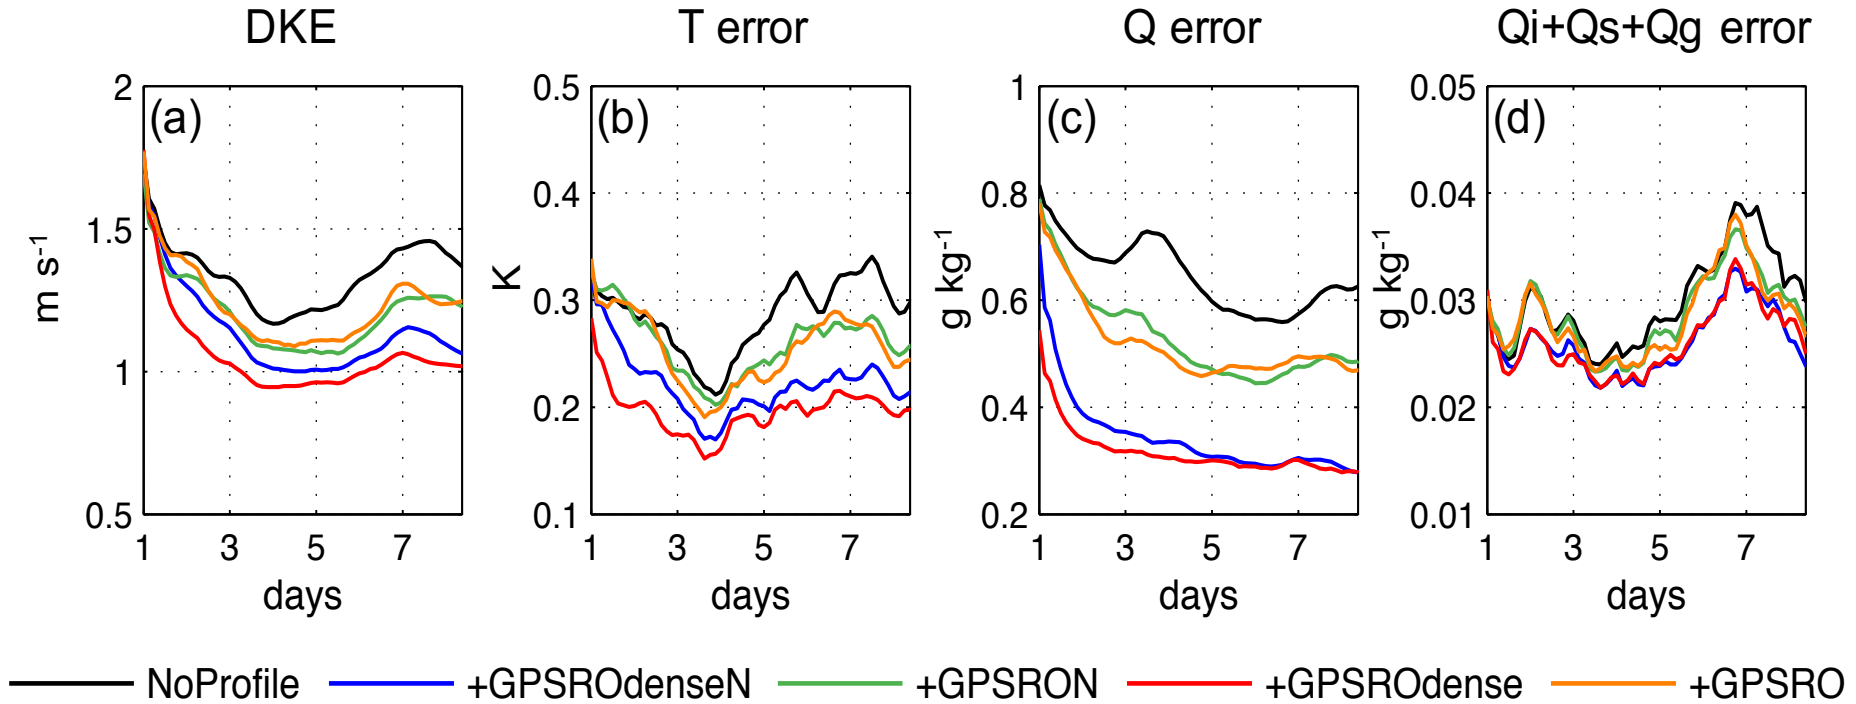 DKE T error Q error Qi+Qs+Qg error
(a) (b) (c) (d)
m s-1
2
1.5
1
0.5
1 3 5 7
days
K
0.5
0.4
0.3
0.2
0.1
1 3 5 7
days
g kg-1
1
0.8
0.6
0.4
0.2
1 3 5 7
days
g kg-1
0.05
0.04
0.03
0.02
0.01
1 3 5 7
days
NoProfile +GPSROdenseN +GPSRON +GPSROdense +GPSRO